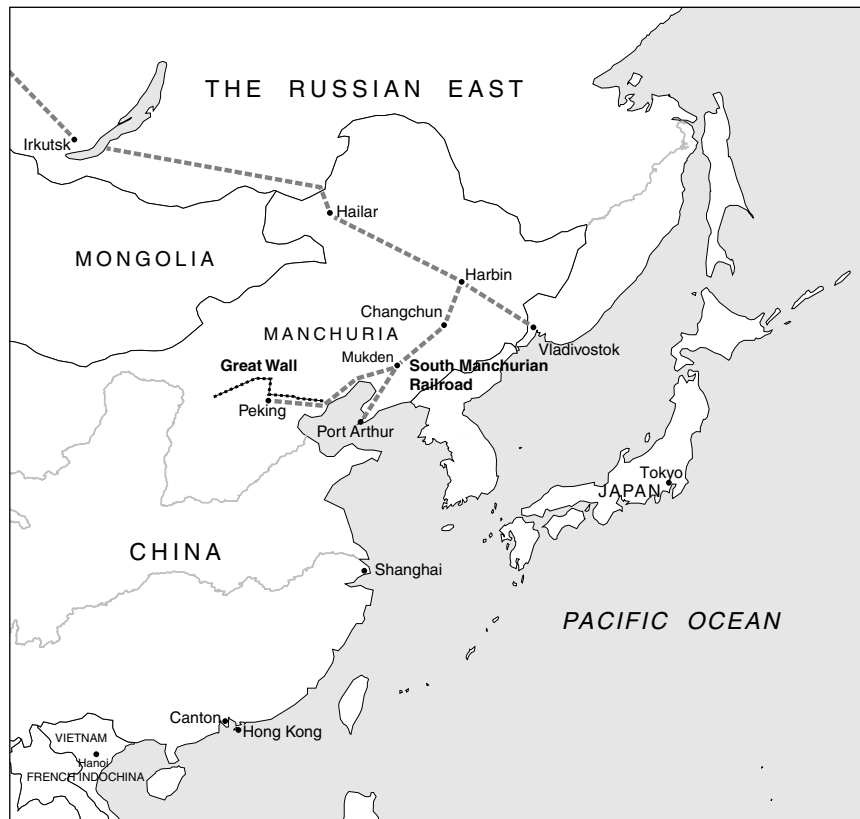 THE RUSSIAN EAST
Irkutsk
Hailar
MONGOLIA
Harbin
Changchun
MANCHURIA
Vladivostok
Mukden
Great Wall
South Manchurian
Railroad
Peking
Port Arthur
Tokyo
JAPAN
CHINA
Shanghai
PACIFIC OCEAN
Canton
Hong Kong
VIETNAM
Hanoi
FRENCH INDOCHINA